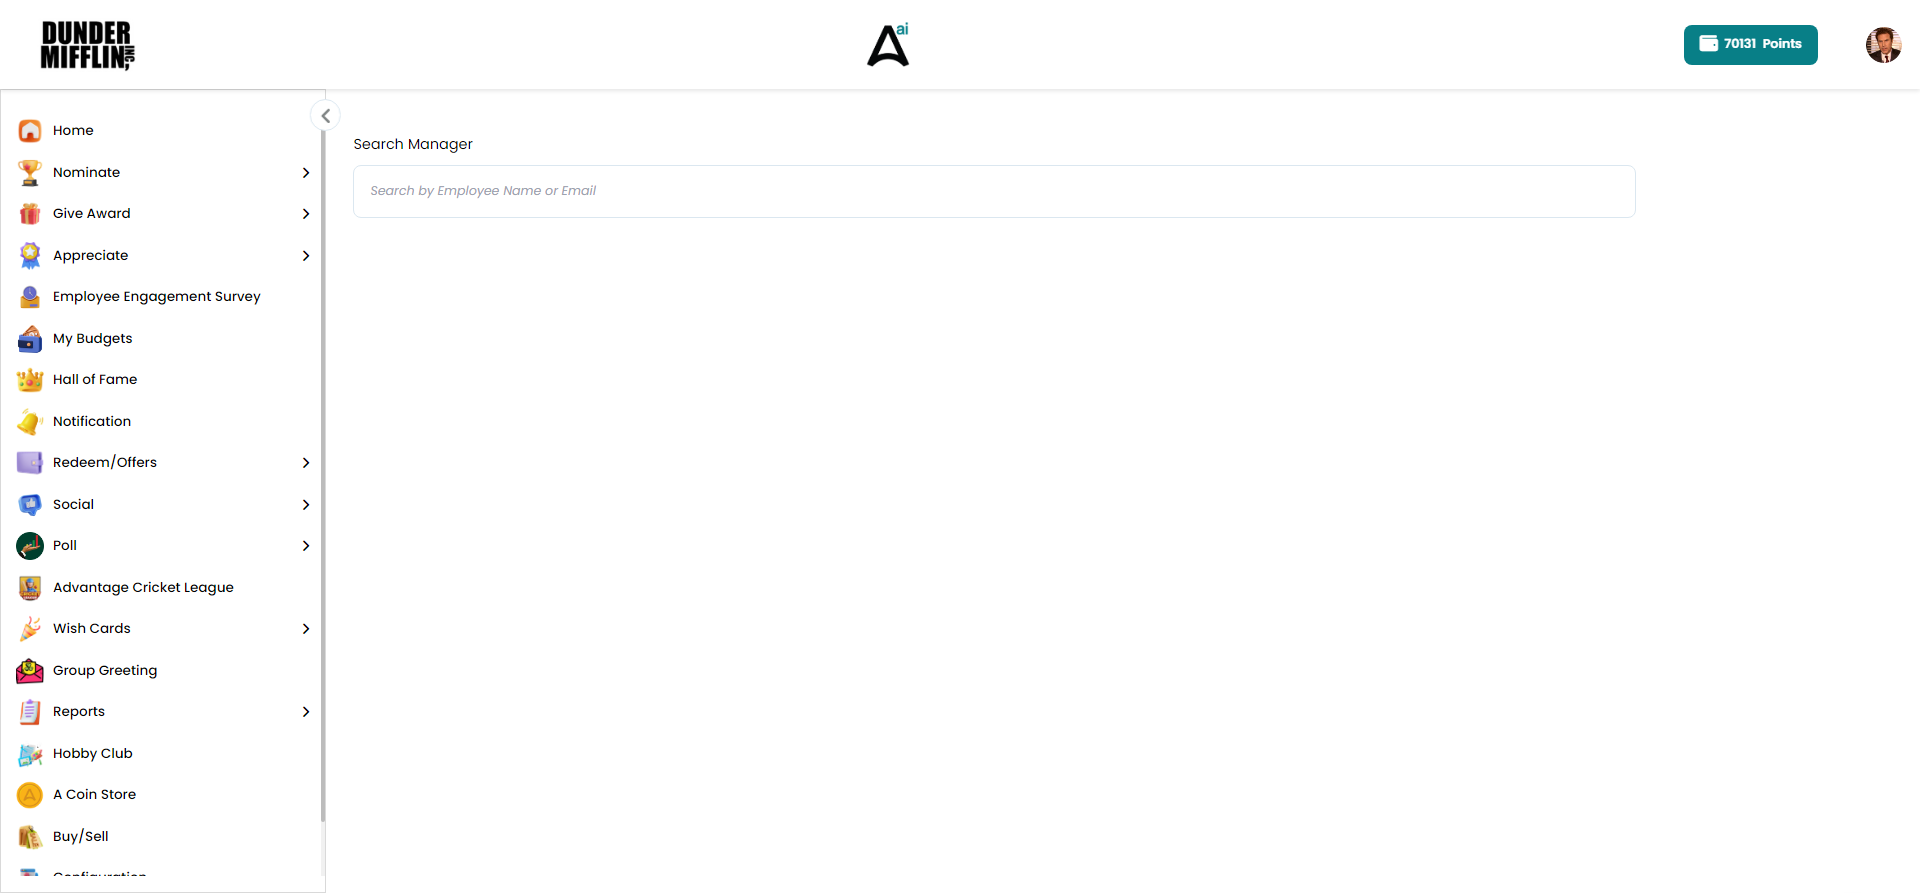 DUNDER
MIFFLIN INC,
ai
70131 Points
Home
Nominate
Give Award
Appreciate
Employee Engagement Survey
My Budgets
Hall of Fame
Notification
Redeem/Offers
Social
Poll
Advantage Cricket League
Wish Cards
Group Greeting
Reports
Hobby Club
A Coin Store
Buy/Sell
Configuration
Search Manager
Search by Employee Name or Email